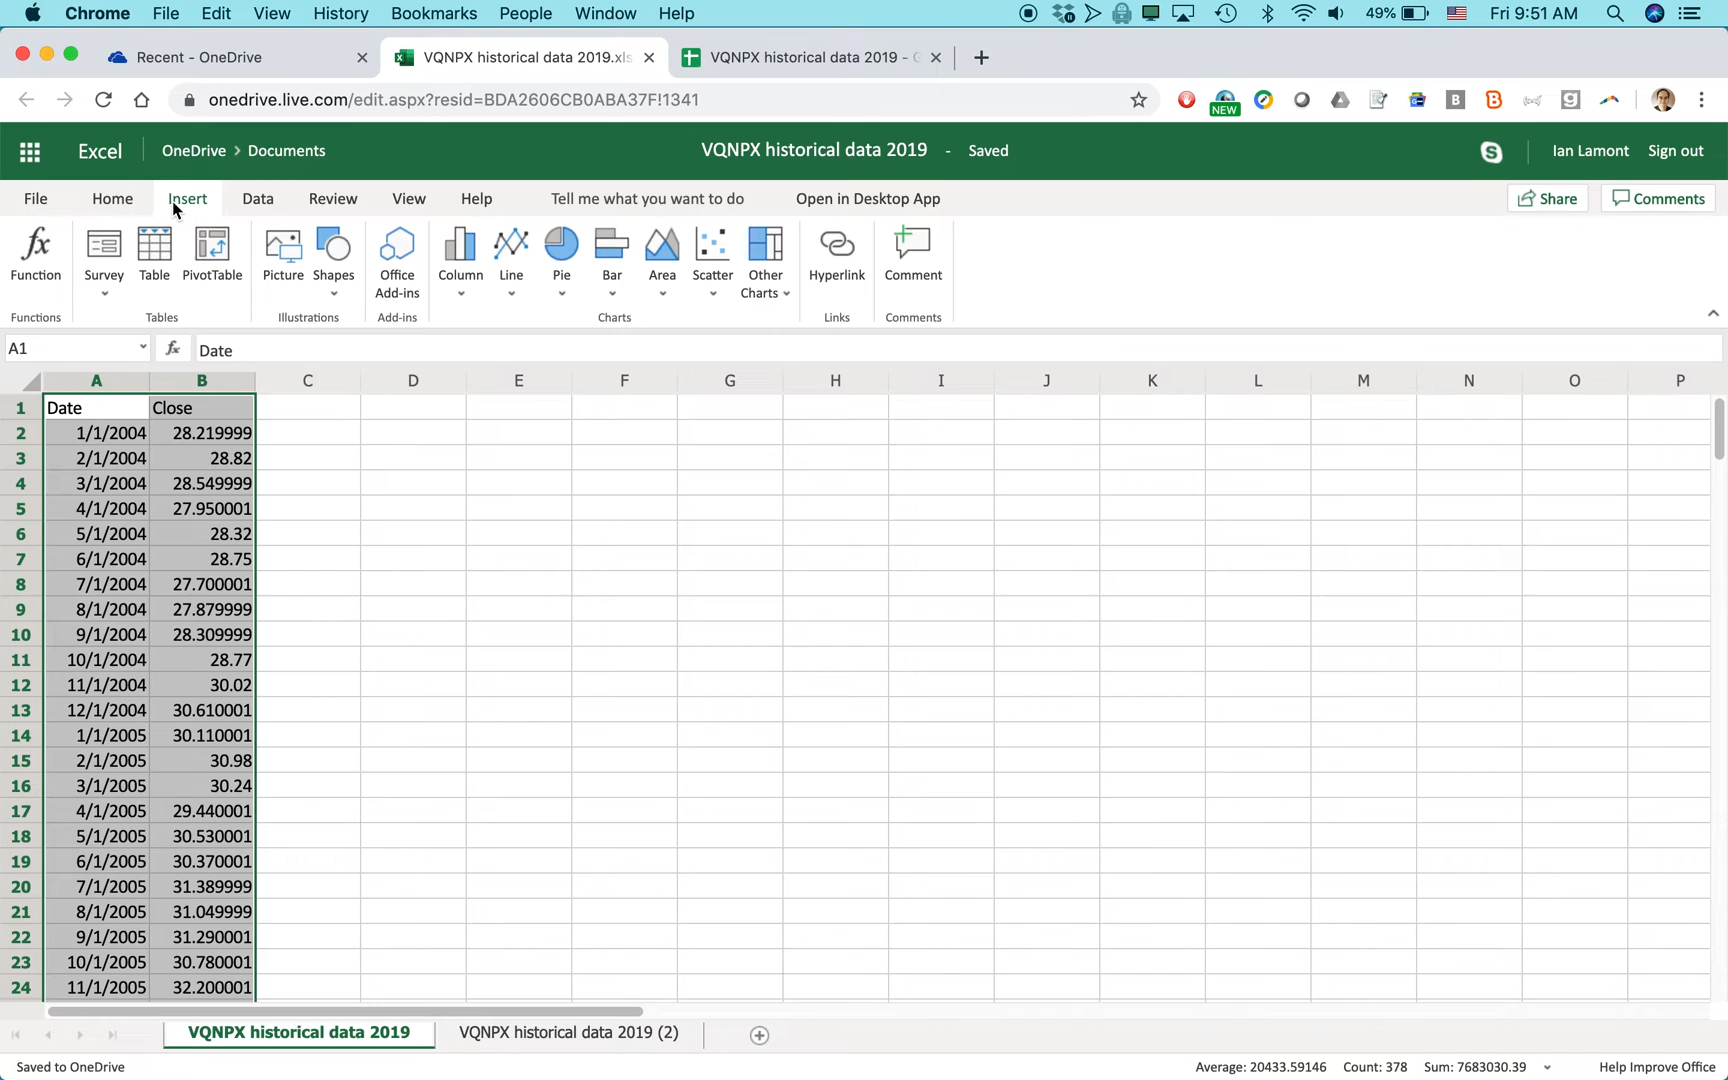 Chrome File Edit View History Bookmarks People Window Help 49% Fri 9:51 AM
Recent - OneDrive VQNPX historical data 2019.xls VQNPX historical data 2019 - G
onedrive.live.com/edit.aspx?resid=BDA2606CB0ABA37F!1341 NEW B B g
Excel OneDrive > Documents VQNPX historical data 2019 - Saved S Ian Lamont Sign out
File Home Insert Data Review View Help Tell me what you want to do Open in Desktop App Share Comments
Function Survey Table PivotTable Picture Shapes Office Add-ins Column Line Pie Bar Area Scatter Other Charts Hyperlink Comment
Functions Tables Illustrations Add-ins Charts Links Comments
A1 fx Date
A B C D E F G H I J K L M N O P
1 Date Close
2 1/1/2004 28.219999
3 2/1/2004 28.82
4 3/1/2004 28.549999
5 4/1/2004 27.950001
6 5/1/2004 28.32
7 6/1/2004 28.75
8 7/1/2004 27.700001
9 8/1/2004 27.879999
10 9/1/2004 28.309999
11 10/1/2004 28.77
12 11/1/2004 30.02
13 12/1/2004 30.610001
14 1/1/2005 30.110001
15 2/1/2005 30.98
16 3/1/2005 30.24
17 4/1/2005 29.440001
18 5/1/2005 30.530001
19 6/1/2005 30.370001
20 7/1/2005 31.389999
21 8/1/2005 31.049999
22 9/1/2005 31.290001
23 10/1/2005 30.780001
24 11/1/2005 32.200001
VQNPX historical data 2019 VQNPX historical data 2019 (2)
Saved to OneDrive Average: 20433.59146 Count: 378 Sum: 7683030.39 Help Improve Office